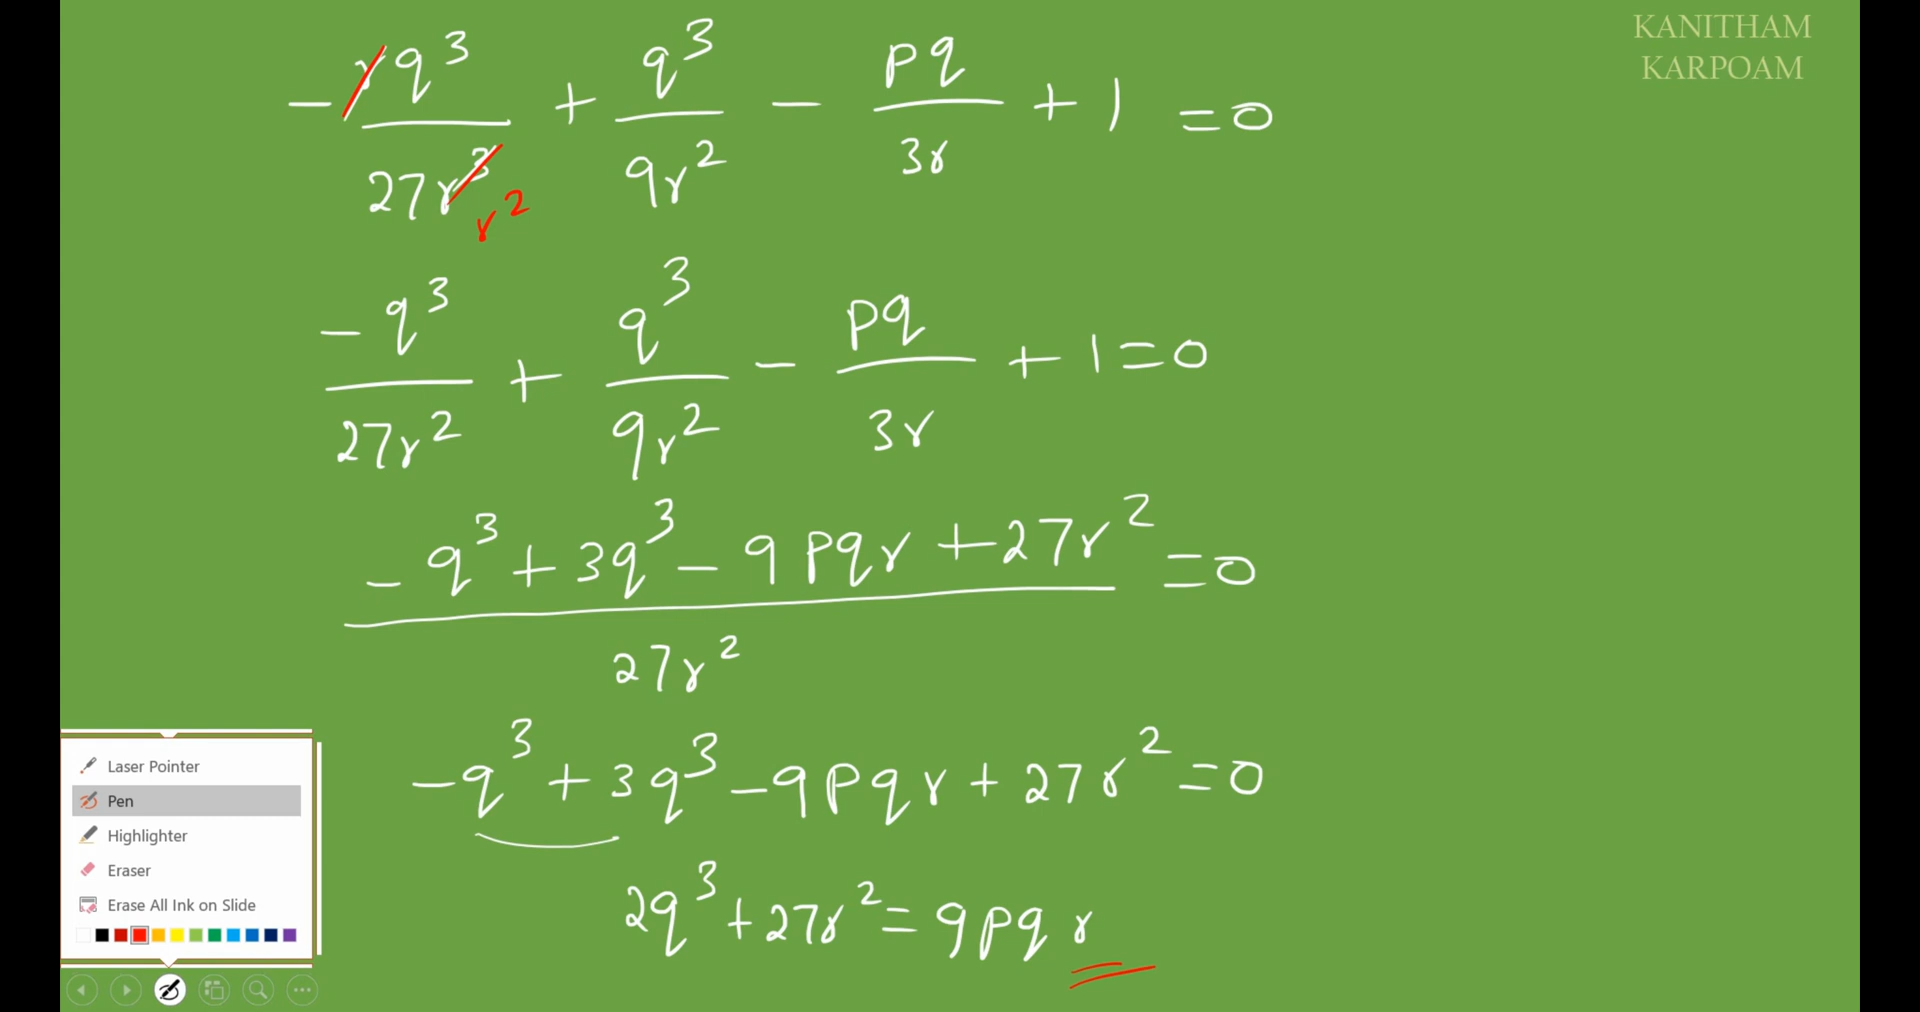 KANITHAM
KARPOAM
- rq³/27r³ + q³/9r² - pq/3r + 1 = 0
r²
-q³/27r² + q³/9r² - pq/3r + 1 = 0
-q³ + 3q³ - 9pqr + 27r² / 27r² = 0
-q³ + 3q³ - 9pqr + 27r² = 0
2q³ + 27r² = 9pqr
Laser Pointer
Pen
Highlighter
Eraser
Erase All Ink on Slide